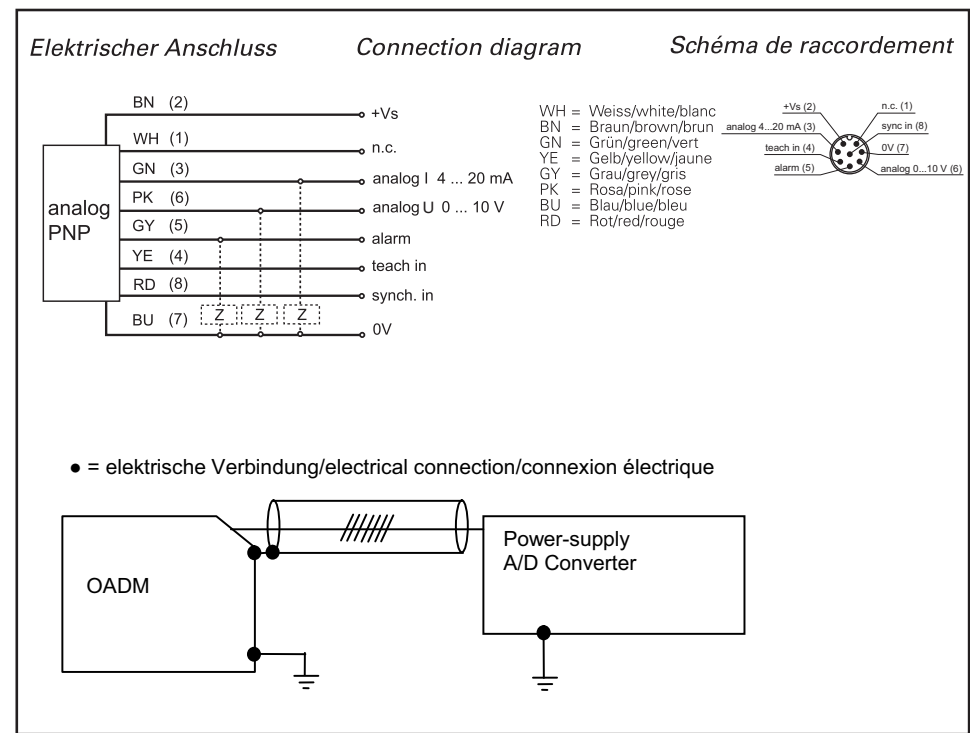 Elektrischer Anschluss
Connection diagram
Schéma de raccordement
BN (2)
+Vs
WH (1)
n.c.
GN (3)
analog I 4 ... 20 mA
PK (6)
analog U 0 ... 10 V
GY (5)
alarm
YE (4)
teach in
RD (8)
synch. in
BU (7)
0V
analog
PNP
Z Z Z
WH = Weiss/white/blanc
BN = Braun/brown/brun
GN = Grün/green/vert
YE = Gelb/yellow/jaune
GY = Grau/grey/gris
PK = Rosa/pink/rose
BU = Blau/blue/bleu
RD = Rot/red/rouge
+Vs (2)
n.c. (1)
analog 4...20 mA (3)
sync in (8)
teach in (4)
0V (7)
alarm (5)
analog 0...10 V (6)
● = elektrische Verbindung/electrical connection/connexion électrique
OADM
Power-supply
A/D Converter